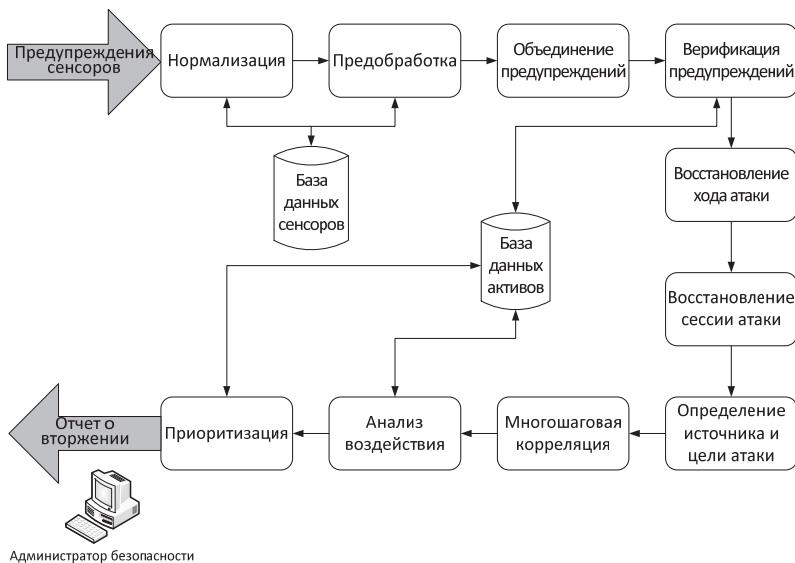 Предупреждения
сенсоров
Нормализация
Предобработка
Объединение
предупреждений
Верификация
предупреждений
База
данных
сенсоров
Восстановление
хода атаки
База
данных
активов
Восстановление
сессии атаки
Отчет о
вторжении
Приоритизация
Анализ
воздействия
Многошаговая
корреляция
Определение
источника и
цели атаки
Администратор безопасности